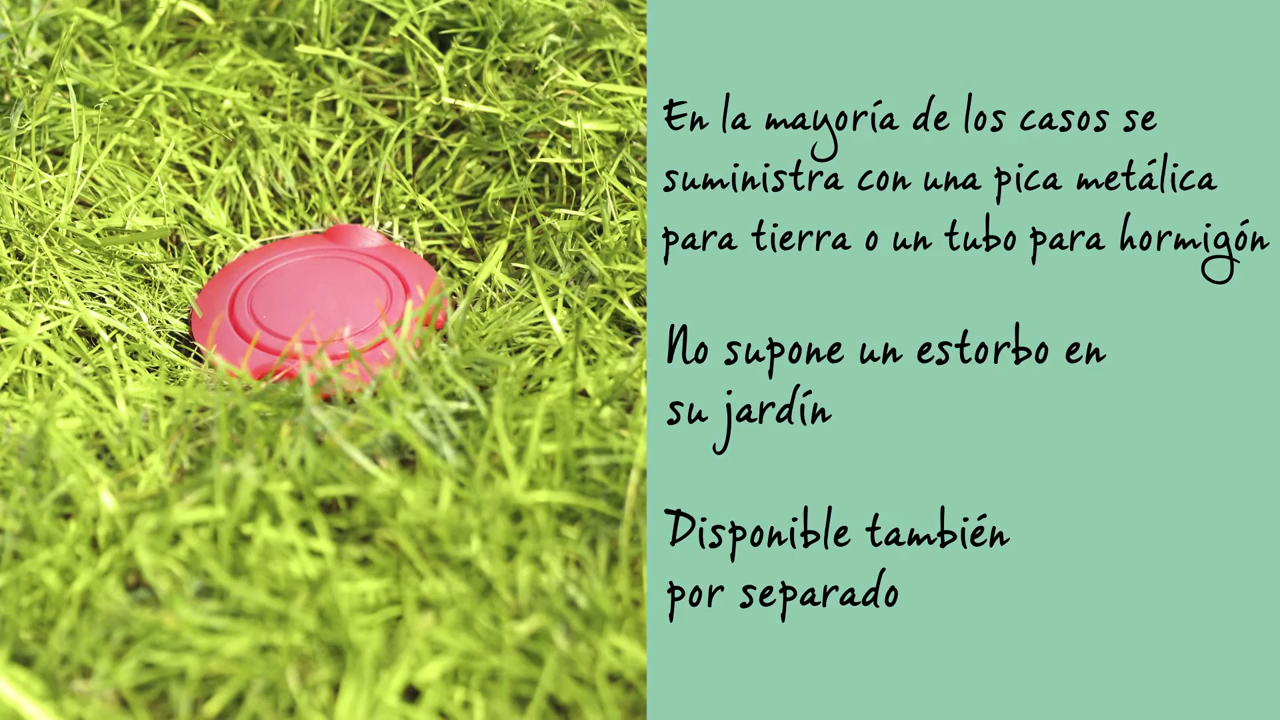 En la mayoría de los casos se
suministra con una pica metálica
para tierra o un tubo para hormigón
No supone un estorbo en
su jardín
Disponible también
por separado